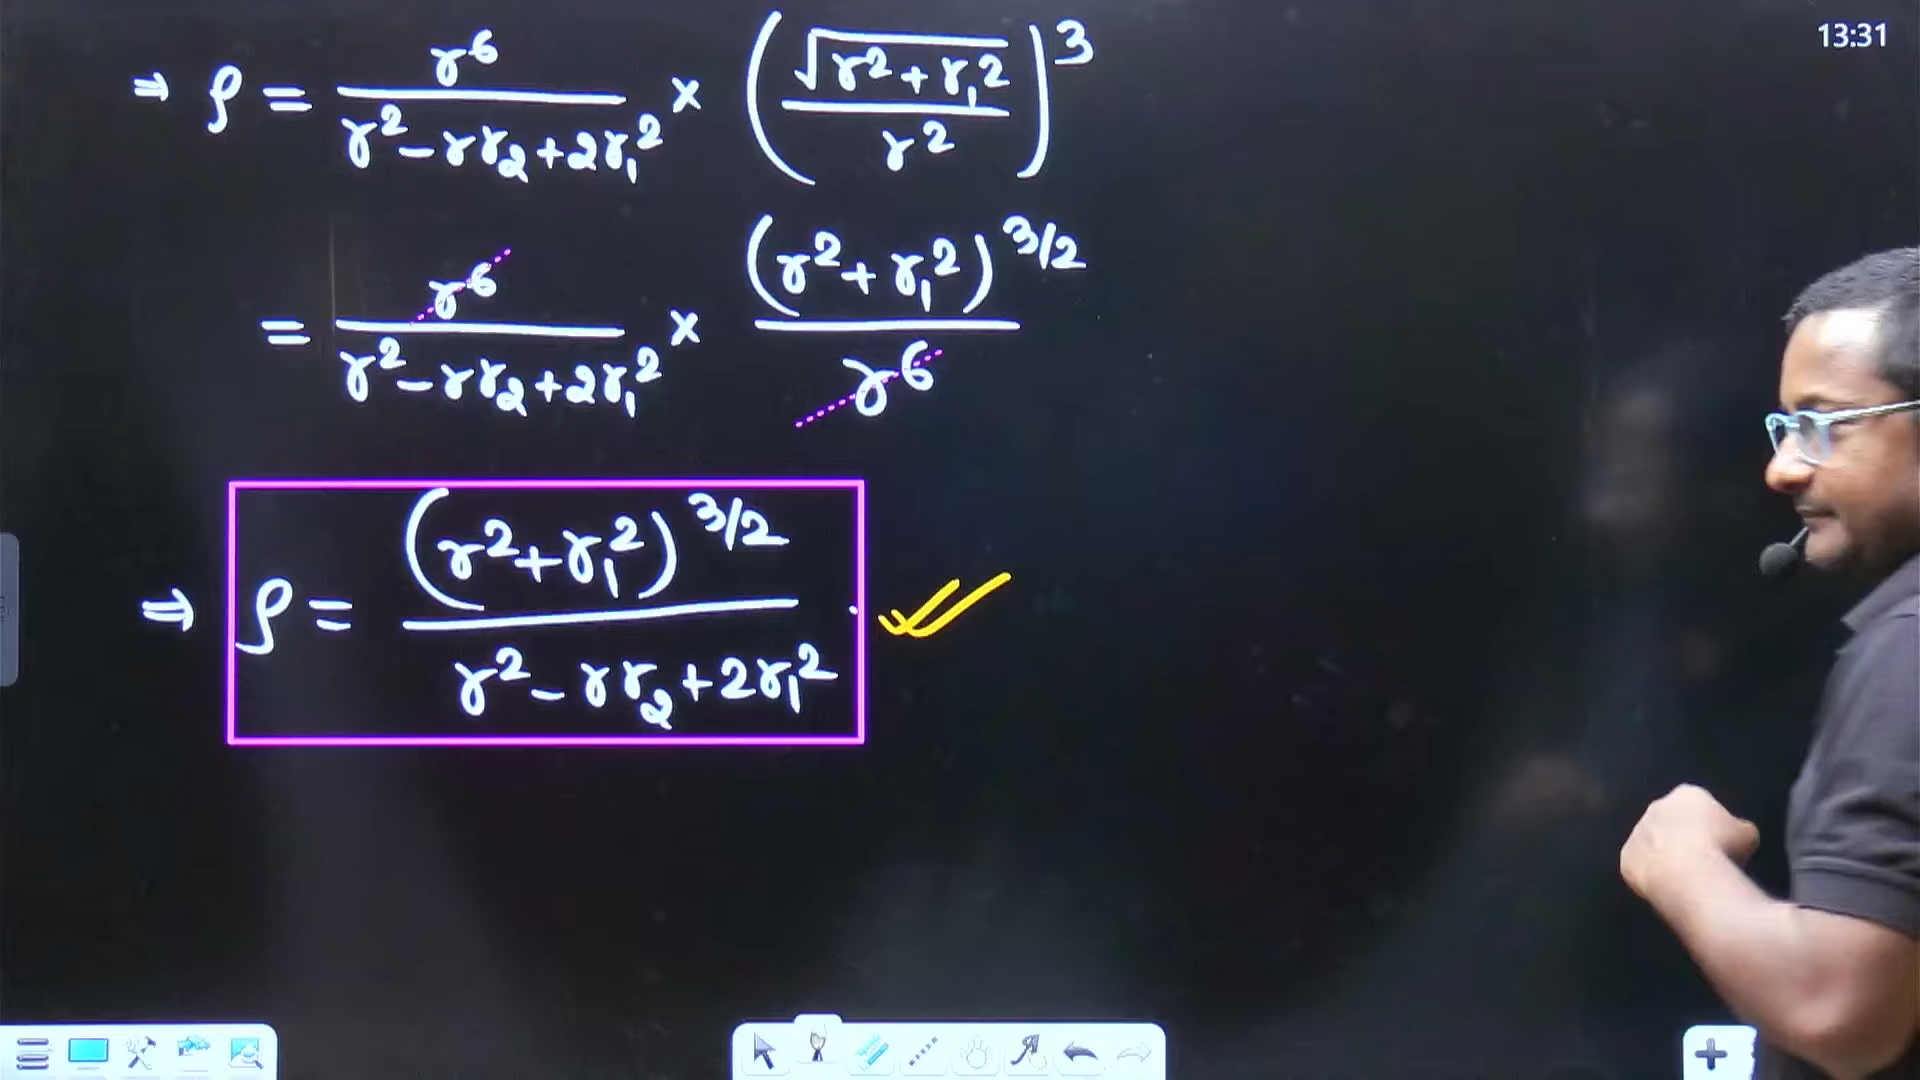 13:31
⇒ ρ = r⁶ / (r² − rr₂ + 2r₁²) × (√(r² + r₁²) / r²)³
= r⁶ / (r² − rr₂ + 2r₁²) × (r² + r₁²)^(3/2) / r⁶
⇒ ρ = (r² + r₁²)^(3/2) / (r² − rr₂ + 2r₁²)